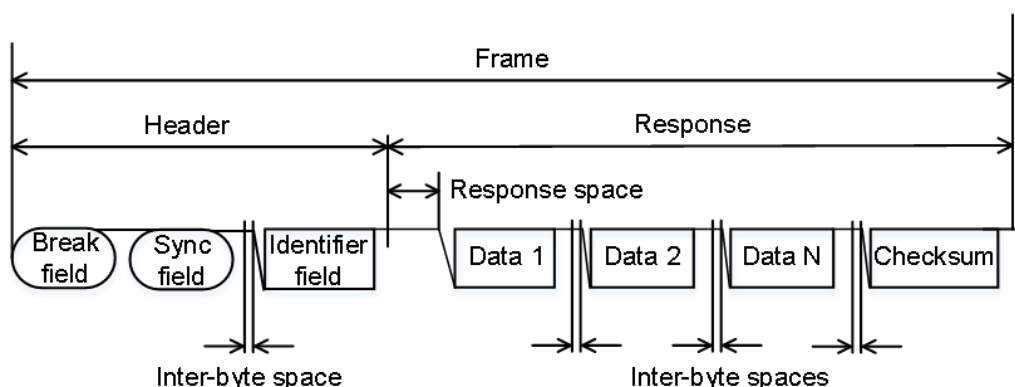 Frame
Header
Response
Response space
Break
field
Sync
field
Identifier
field
Data 1
Data 2
Data N
Checksum
Inter-byte space
Inter-byte spaces